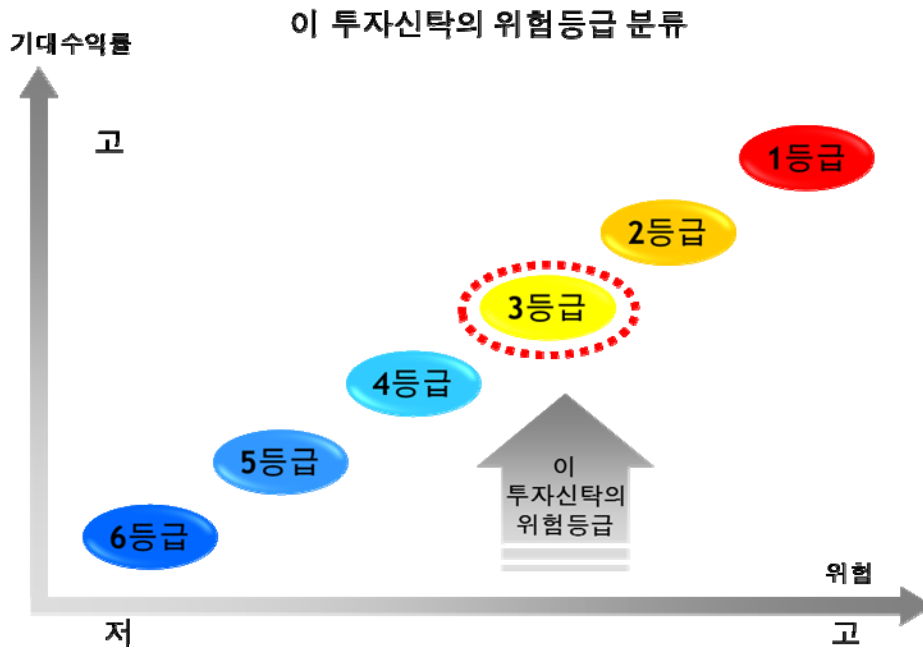 이 투자신탁의 위험등급 분류
기대수익률
고
1등급
2등급
3등급
4등급
5등급
6등급
이
투자신탁의
위험등급
위험
저
고